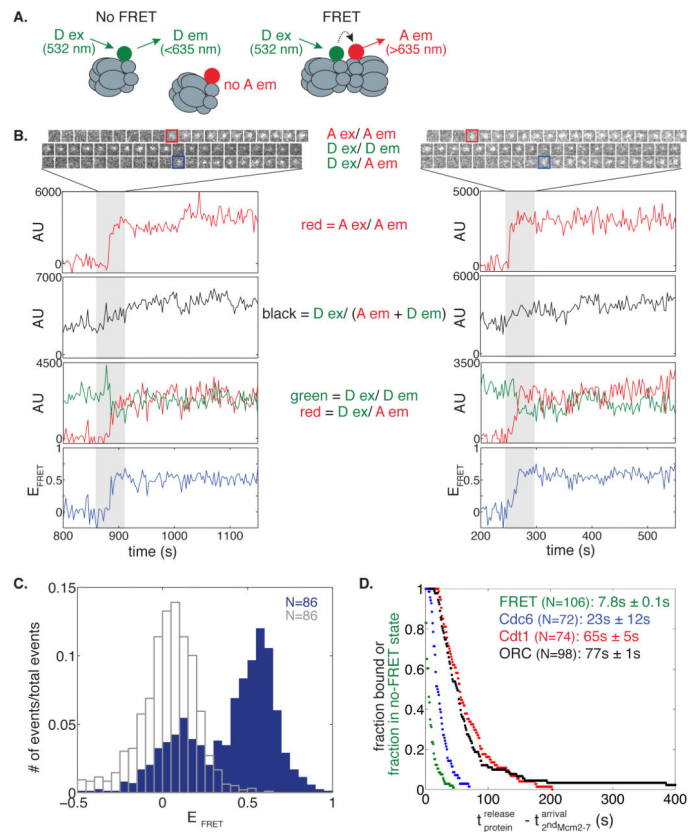 A.
No FRET
FRET
D ex
(532 nm)
D em
(<635 nm)
no A em
D ex
(532 nm)
A em
(>635 nm)
B.
A ex/ A em
D ex/ D em
D ex/ A em
6000
AU
0
red = A ex/ A em
5000
AU
0
7000
AU
0
black = D ex/ (A em + D em)
6000
AU
0
4500
AU
0
green = D ex/ D em
red = D ex/ A em
3500
AU
0
1
0.5
0
E FRET
800 900 1000 1100
time (s)
1
0.5
0
E FRET
200 300 400 500
time (s)
C.
0.15
0.1
0.05
0
# of events/total events
N=86
N=86
-0.5 0 0.5 1
E FRET
D.
1
0.8
0.6
0.4
0.2
0
fraction bound or
fraction in no-FRET state
FRET (N=106): 7.8s ± 0.1s
Cdc6 (N=72): 23s ± 12s
Cdt1 (N=74): 65s ± 5s
ORC (N=98): 77s ± 1s
0 100 200 300 400
t release protein - t arrival 2ndMcm2-7 (s)